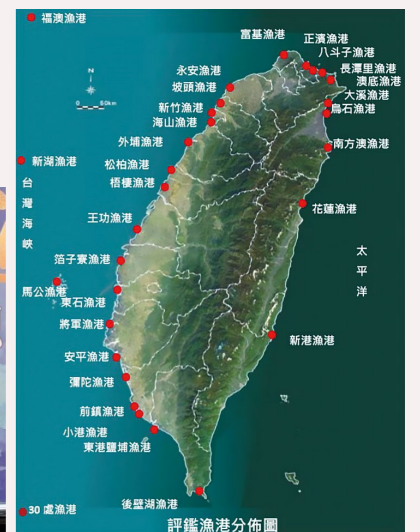 福澳漁港
富基漁港
正濱漁港
八斗子漁港
長潭里漁港
澳底漁港
大溪漁港
烏石漁港
南方澳漁港
花蓮漁港
新港漁港
永安漁港
坡頭漁港
新竹漁港
海山漁港
外埔漁港
松柏漁港
梧棲漁港
王功漁港
箔子寮漁港
東石漁港
將軍漁港
安平漁港
彌陀漁港
前鎮漁港
小港漁港
東港鹽埔漁港
後壁湖漁港
新湖漁港
台灣海峽
馬公漁港
太平洋
N
0 50km
30 處漁港
評鑑漁港分佈圖